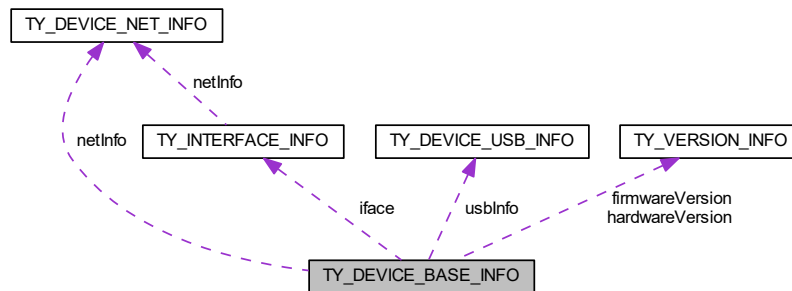 TY_DEVICE_NET_INFO
netInfo
netInfo
TY_INTERFACE_INFO
TY_DEVICE_USB_INFO
TY_VERSION_INFO
iface
usbInfo
firmwareVersion
hardwareVersion
TY_DEVICE_BASE_INFO